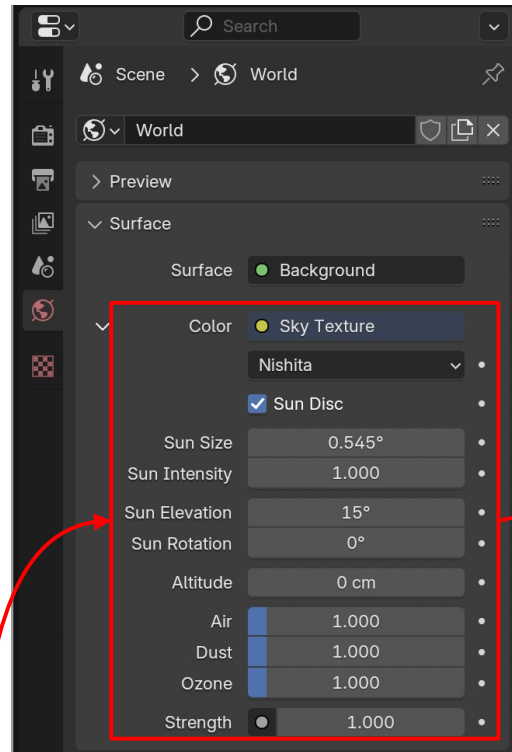 Search
Scene > World
World
Preview
Surface
Surface Background
Color Sky Texture
Nishita
Sun Disc
Sun Size 0.545°
Sun Intensity 1.000
Sun Elevation 15°
Sun Rotation 0°
Altitude 0 cm
Air 1.000
Dust 1.000
Ozone 1.000
Strength 1.000